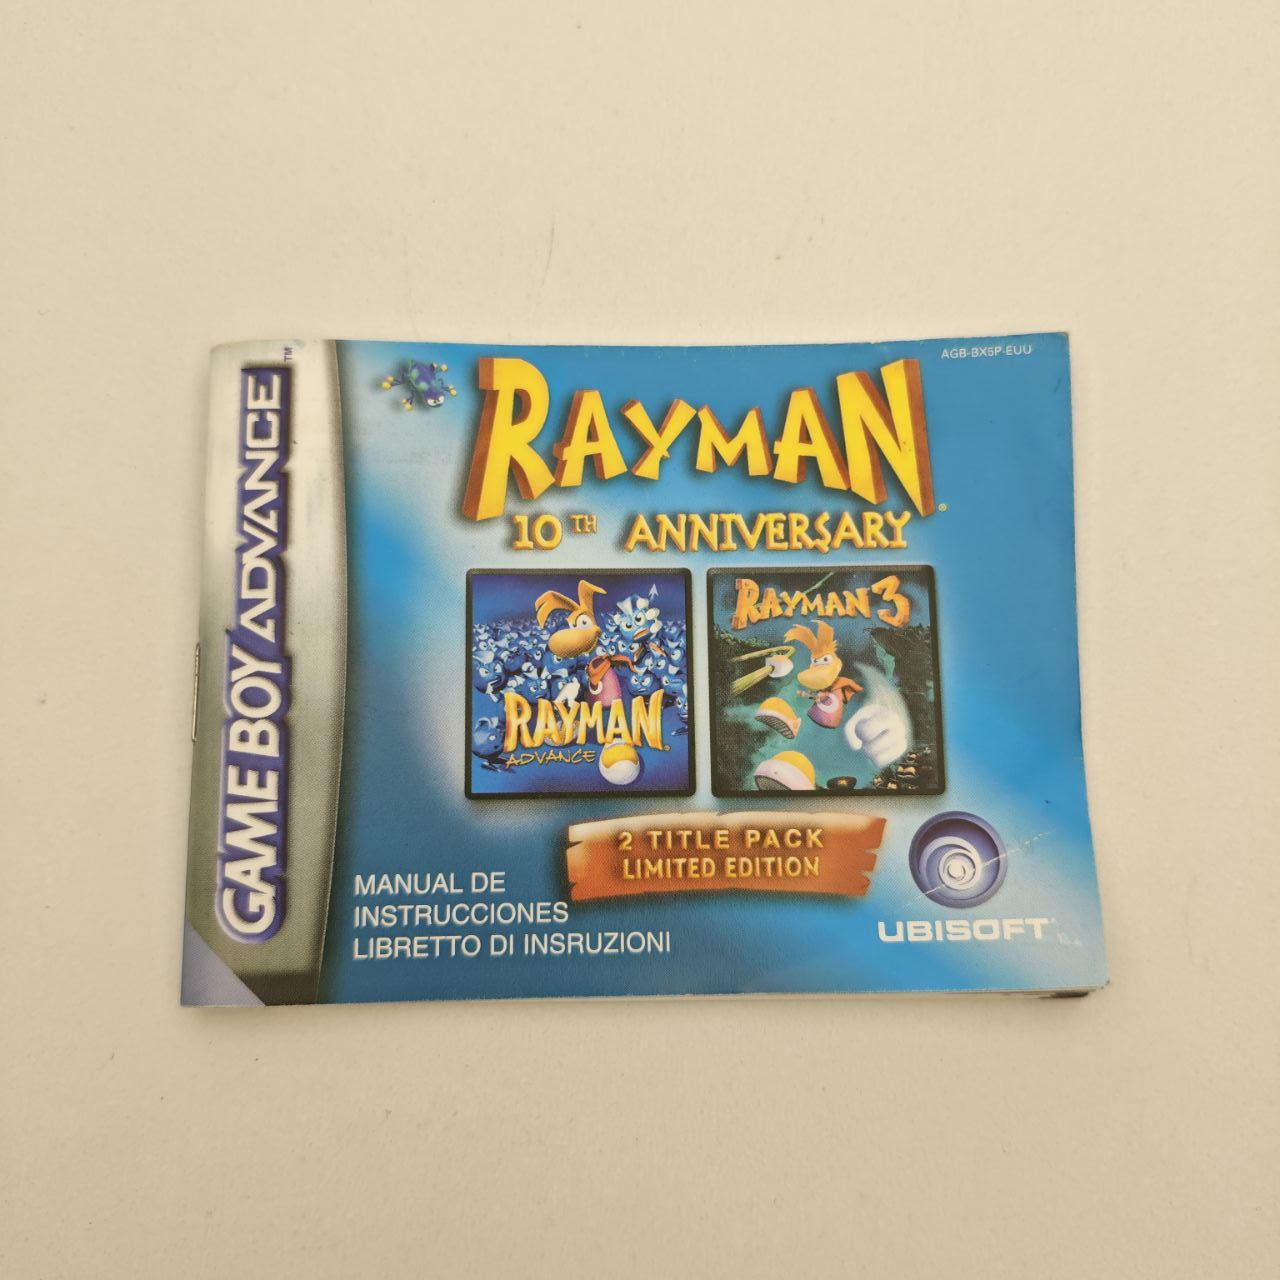 AGB-BX5P-EUU
GAME BOY ADVANCE™
RAYMAN®
10TH ANNIVERSARY
RAYMAN®
ADVANCE
RAYMAN 3
2 TITLE PACK
LIMITED EDITION
MANUAL DE
INSTRUCCIONES
LIBRETTO DI INSRUZIONI
UBISOFT